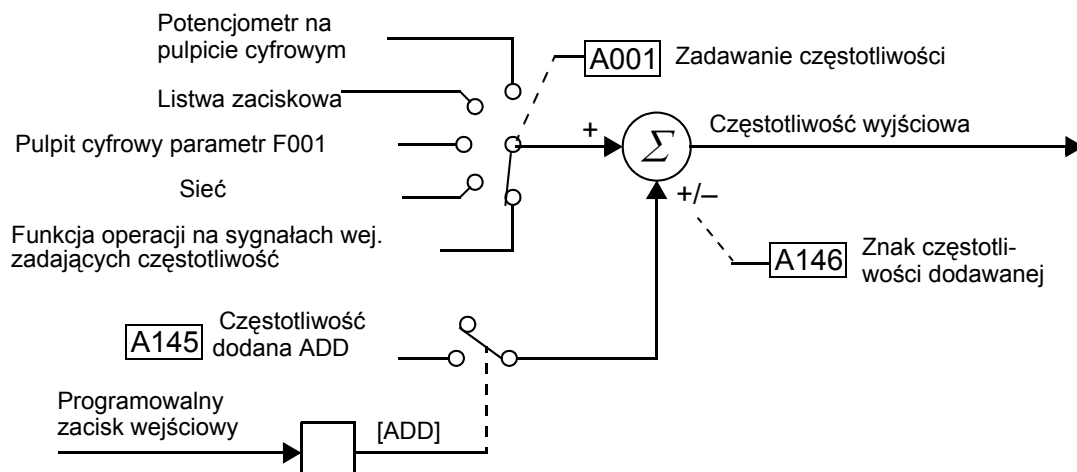 Potencjometr na
pulpicie cyfrowym
A001 Zadawanie częstotliwości
Listwa zaciskowa
Pulpit cyfrowy parametr F001
+ Σ Częstotliwość wyjściowa
Sieć
+/–
Funkcja operacji na sygnałach wej.
zadających częstotliwość
A146 Znak częstotli-
wości dodawanej
A145 Częstotliwość
dodana ADD
Programowalny
zacisk wejściowy
[ADD]